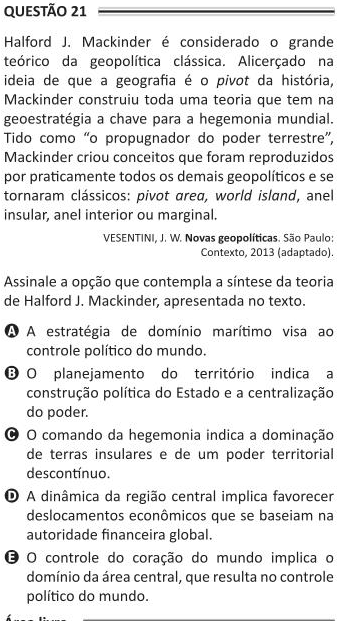 QUESTÃO 21
Halford J. Mackinder é considerado o grande
teórico da geopolítica clássica. Alicerçado na
ideia de que a geografia é o pivot da história,
Mackinder construiu toda uma teoria que tem na
geoestratégia a chave para a hegemonia mundial.
Tido como “o propugnador do poder terrestre”,
Mackinder criou conceitos que foram reproduzidos
por praticamente todos os demais geopolíticos e se
tornaram clássicos: pivot area, world island, anel
insular, anel interior ou marginal.
VESENTINI, J. W. Novas geopolíticas. São Paulo:
Contexto, 2013 (adaptado).
Assinale a opção que contempla a síntese da teoria
de Halford J. Mackinder, apresentada no texto.
A A estratégia de domínio marítimo visa ao
controle político do mundo.
B O planejamento do território indica a
construção política do Estado e a centralização
do poder.
C O comando da hegemonia indica a dominação
de terras insulares e de um poder territorial
descontínuo.
D A dinâmica da região central implica favorecer
deslocamentos econômicos que se baseiam na
autoridade financeira global.
E O controle do coração do mundo implica o
domínio da área central, que resulta no controle
político do mundo.